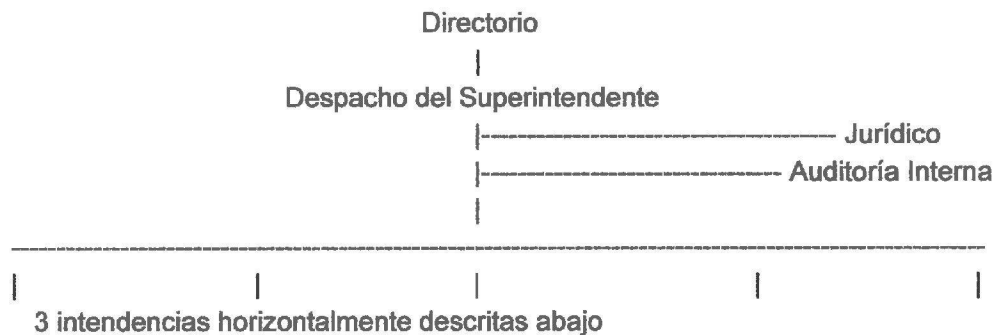 Directorio
Despacho del Superintendente
Jurídico
Auditoría Interna
3 intendencias horizontalmente descritas abajo